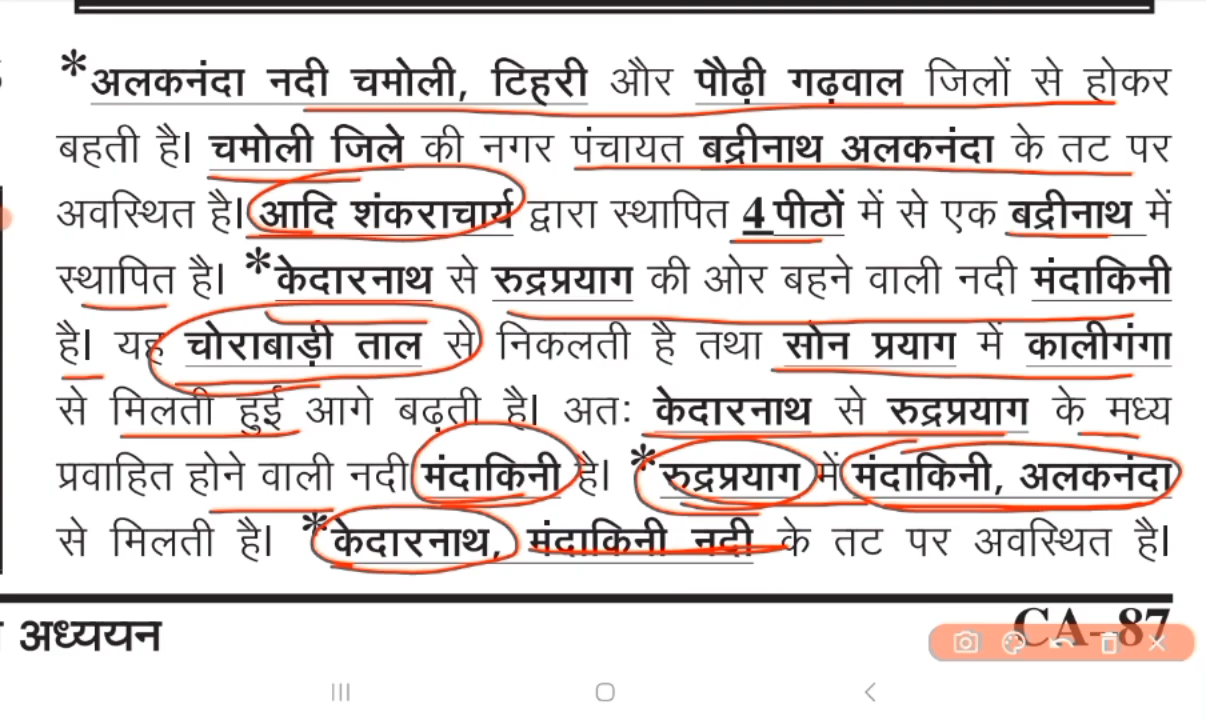 *अलकनंदा नदी चमोली, टिहरी और पौढ़ी गढ़वाल जिलों से होकर
बहती है। चमोली जिले की नगर पंचायत बद्रीनाथ अलकनंदा के तट पर
अवस्थित है। आदि शंकराचार्य द्वारा स्थापित 4 पीठों में से एक बद्रीनाथ में
स्थापित है। *केदारनाथ से रुद्रप्रयाग की ओर बहने वाली नदी मंदाकिनी
है। यह चोराबाड़ी ताल से निकलती है तथा सोन प्रयाग में कालीगंगा
से मिलती हुई आगे बढ़ती है। अतः केदारनाथ से रुद्रप्रयाग के मध्य
प्रवाहित होने वाली नदी मंदाकिनी है। *रुद्रप्रयाग में मंदाकिनी, अलकनंदा
से मिलती है। *केदारनाथ, मंदाकिनी नदी के तट पर अवस्थित है।
अध्ययन CA-87